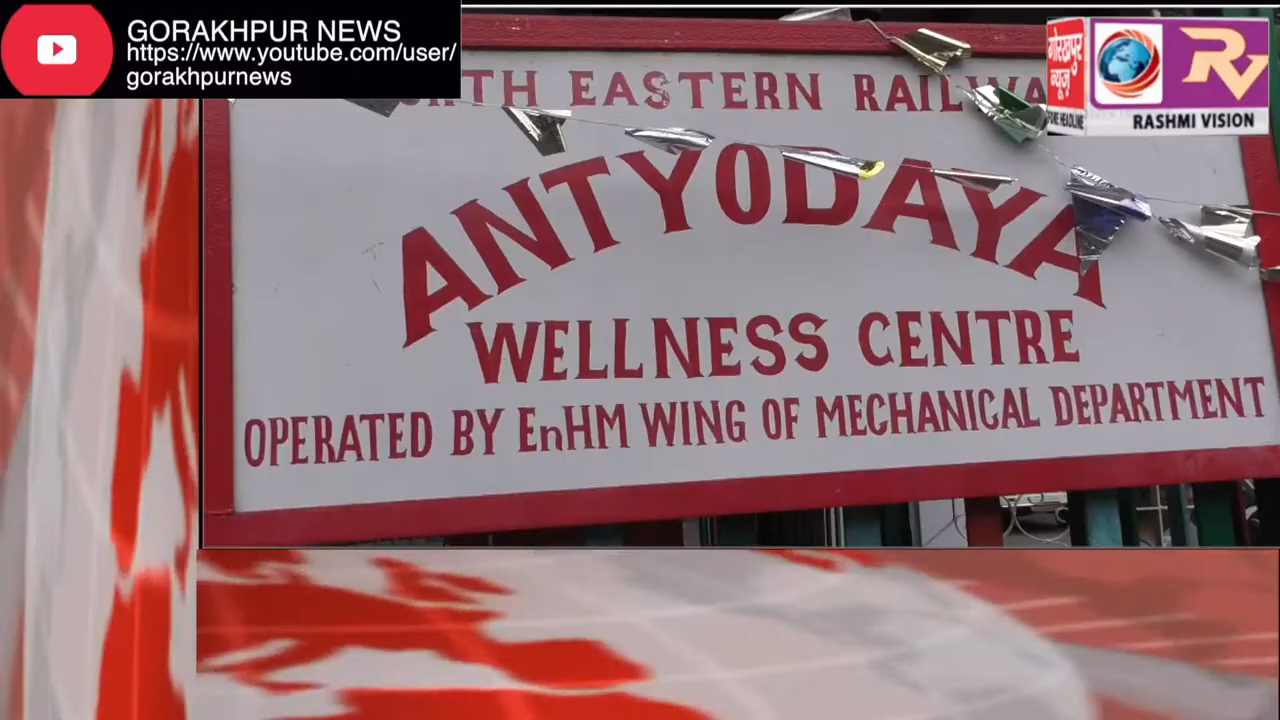 GORAKHPUR NEWS
https://www.youtube.com/user/
gorakhpurnews
गोरखपुर
न्यूज़
RASHMI VISION
EASTERN
ANTYODAYA
WELLNESS CENTRE
OPERATED BY EnHM WING OF MECHANICAL DEPARTMENT